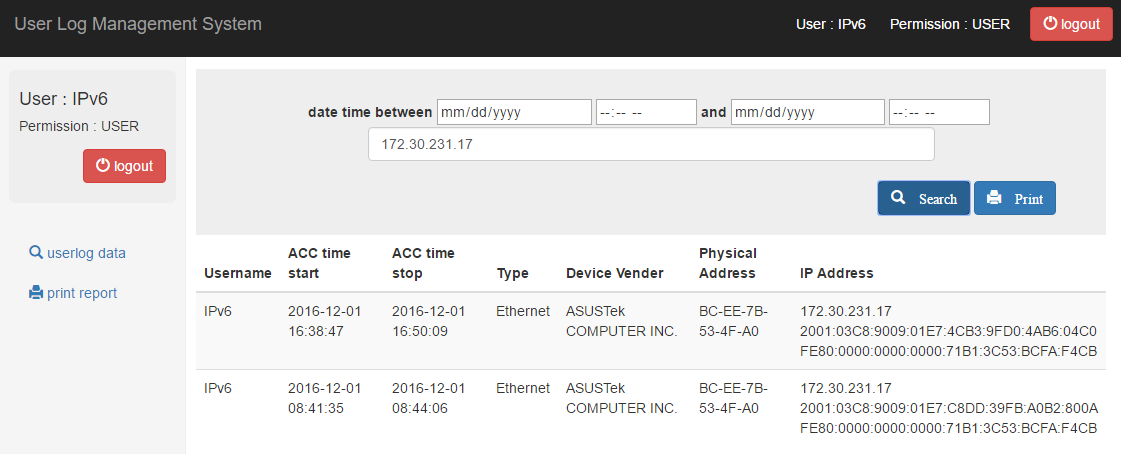 User Log Management System
User : IPv6 Permission : USER logout
User : IPv6
Permission : USER
logout
userlog data
print report
date time between mm/dd/yyyy --:-- -- and mm/dd/yyyy --:-- --
172.30.231.17
Search Print
Username ACC time start ACC time stop Type Device Vender Physical Address IP Address
IPv6 2016-12-01 2016-12-01 Ethernet ASUSTek BC-EE-7B- 172.30.231.17
16:38:47 16:50:09 COMPUTER INC. 53-4F-A0 2001:03C8:9009:01E7:4CB3:9FD0:4AB6:04C0
FE80:0000:0000:0000:71B1:3C53:BCFA:F4CB
IPv6 2016-12-01 2016-12-01 Ethernet ASUSTek BC-EE-7B- 172.30.231.17
08:41:35 08:44:06 COMPUTER INC. 53-4F-A0 2001:03C8:9009:01E7:C8DD:39FB:A0B2:800A
FE80:0000:0000:0000:71B1:3C53:BCFA:F4CB